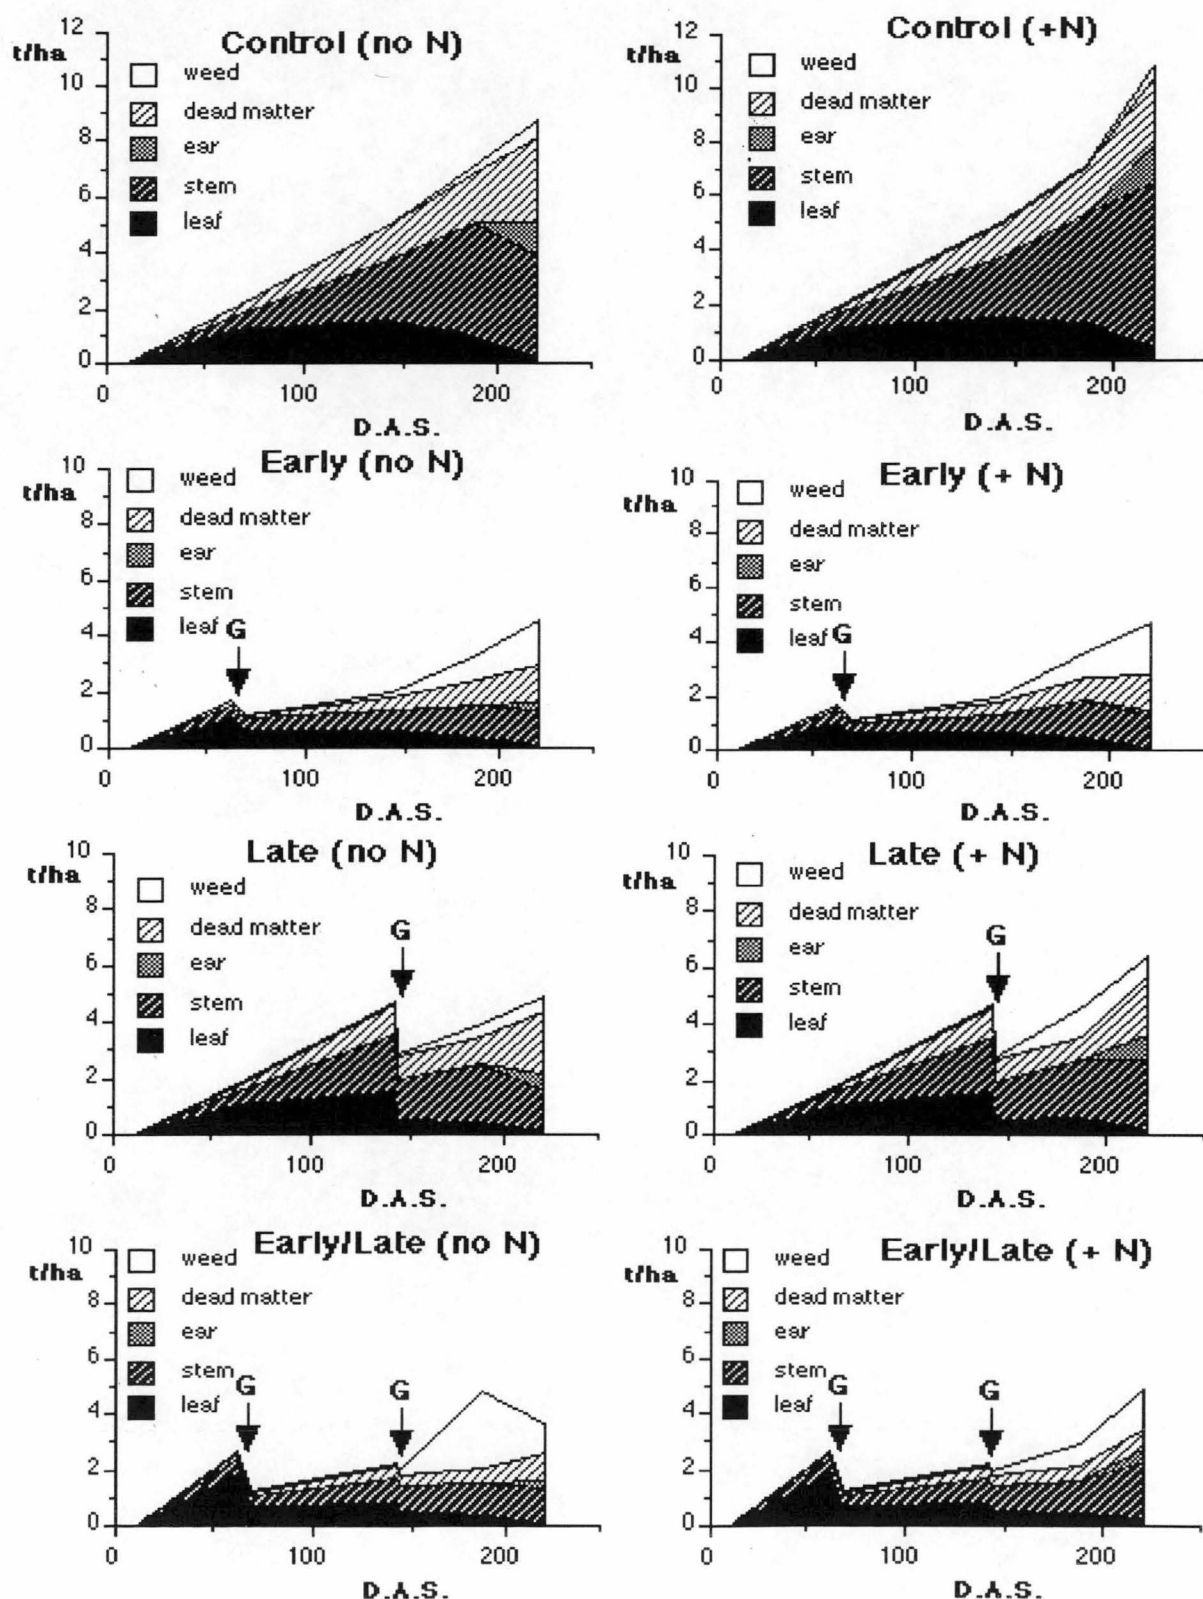 Control (no N)
t/ha
12
10
8
6
4
2
0
weed
dead matter
ear
stem
leaf
0 100 200
D.A.S.
Control (+N)
t/ha
12
10
8
6
4
2
0
weed
dead matter
ear
stem
leaf
0 100 200
D.A.S.
Early (no N)
t/ha
10
8
6
4
2
0
weed
dead matter
ear
stem
leaf
G
0 100 200
D.A.S.
Early (+ N)
t/ha
10
8
6
4
2
0
weed
dead matter
ear
stem
leaf
G
0 100 200
D.A.S.
Late (no N)
t/ha
10
8
6
4
2
0
weed
dead matter
ear
stem
leaf
G
0 100 200
D.A.S.
Late (+ N)
t/ha
10
8
6
4
2
0
weed
dead matter
ear
stem
leaf
G
0 100 200
D.A.S.
Early/Late (no N)
t/ha
10
8
6
4
2
0
weed
dead matter
ear
stem
leaf
G
G
0 100 200
D.A.S.
Early/Late (+ N)
t/ha
10
8
6
4
2
0
weed
dead matter
ear
stem
leaf
G
G
0 100 200
D.A.S.